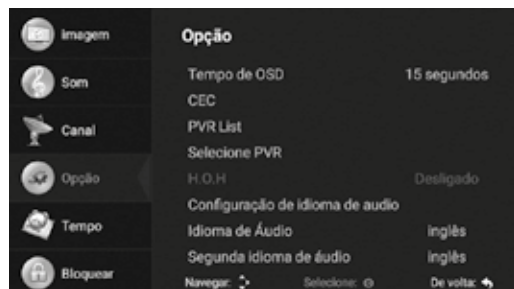 imagem
Som
Canal
Opção
Tempo
Bloquear
Opção
Tempo de OSD 15 segundos
CEC
PVR List
Selecione PVR
H.O.H Desligado
Configuração de idioma de audio
Idioma de Áudio inglês
Segunda idioma de áudio inglês
Navegar: Selecione: De volta: